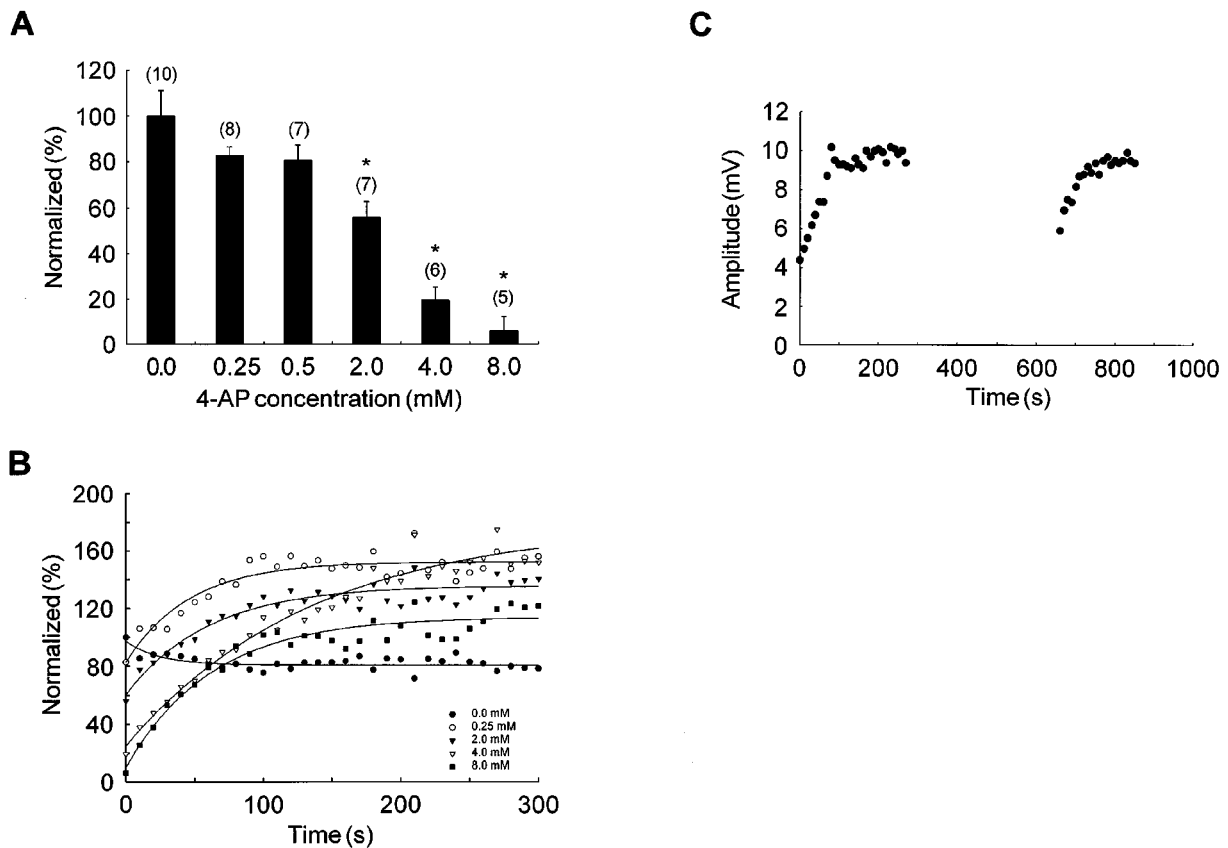 A
120
100
80
60
40
20
0
Normalized (%)
(10)
(8)
(7)
*
(7)
*
(6)
*
(5)
0.0 0.25 0.5 2.0 4.0 8.0
4-AP concentration (mM)
B
200
160
120
80
40
0
Normalized (%)
0.0 mM
0.25 mM
2.0 mM
4.0 mM
8.0 mM
0 100 200 300
Time (s)
C
12
10
8
6
4
2
0
Amplitude (mV)
0 200 400 600 800 1000
Time (s)